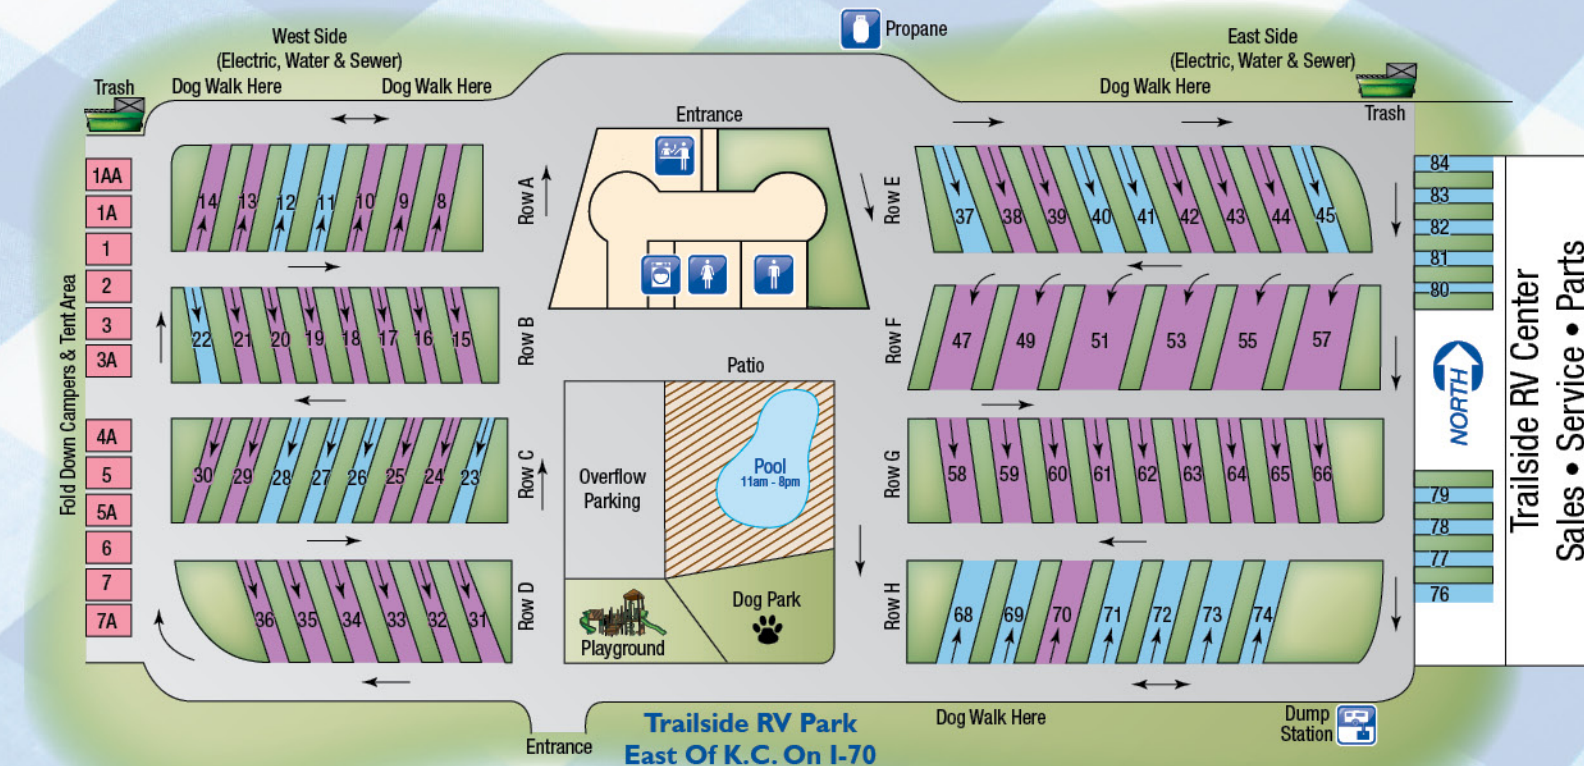 Propane
West Side
(Electric, Water & Sewer)
Dog Walk Here
Dog Walk Here
East Side
(Electric, Water & Sewer)
Dog Walk Here
Trash
Trash
Entrance
Fold Down Campers & Tent Area
1AA
1A
1
2
3
3A
4A
5
5A
6
7
7A
14 13 12 11 10 9 8
Row A
22 21 20 19 18 17 16 15
Row B
30 29 28 27 26 25 24 23
Row C
36 35 34 33 32 31
Row D
Patio
Pool
11am - 8pm
Overflow
Parking
Playground
Dog Park
Row E
37 38 39 40 41 42 43 44 45
Row F
47 49 51 53 55 57
Row G
58 59 60 61 62 63 64 65 66
Row H
68 69 70 71 72 73 74
84
83
82
81
80
NORTH
79
78
77
76
Trailside RV Center
Sales • Service • Parts
Dog Walk Here
Dump
Station
Entrance
Trailside RV Park
East Of K.C. On I-70